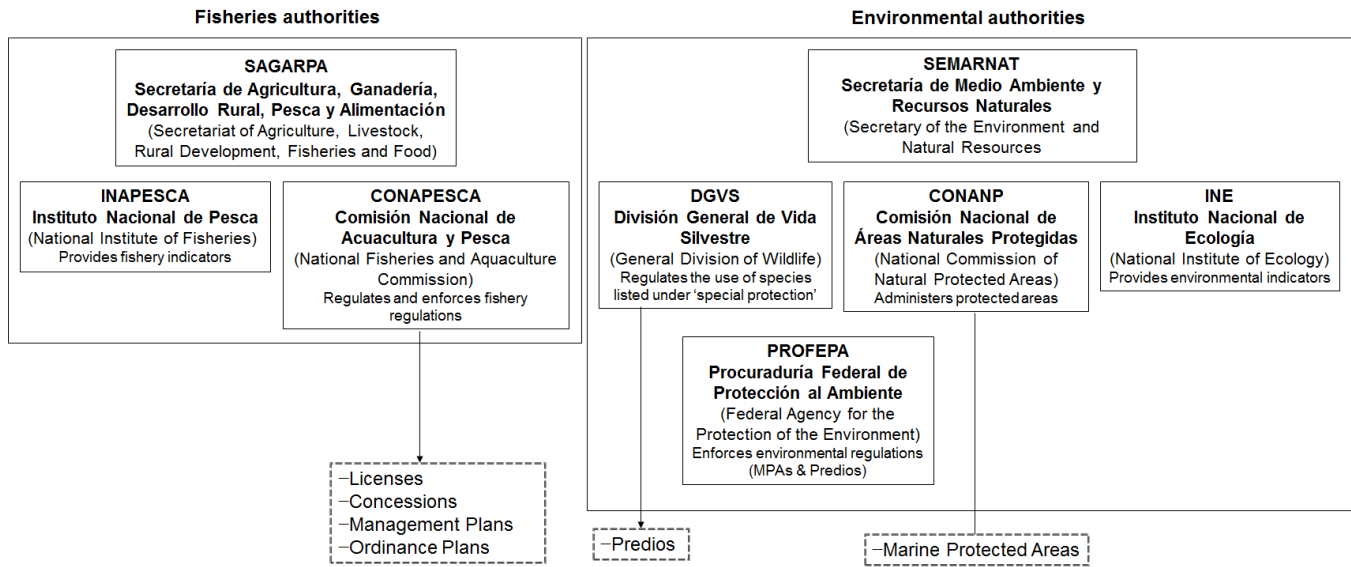 Fisheries authorities
Environmental authorities
SAGARPA
Secretaría de Agricultura, Ganadería,
Desarrollo Rural, Pesca y Alimentación
(Secretariat of Agriculture, Livestock,
Rural Development, Fisheries and Food)
SEMARNAT
Secretaría de Medio Ambiente y
Recursos Naturales
(Secretary of the Environment and
Natural Resources
INAPESCA
Instituto Nacional de Pesca
(National Institute of Fisheries)
Provides fishery indicators
CONAPESCA
Comisión Nacional de
Acuacultura y Pesca
(National Fisheries and Aquaculture
Commission)
Regulates and enforces fishery
regulations
DGVS
División General de Vida
Silvestre
(General Division of Wildlife)
Regulates the use of species
listed under ‘special protection’
CONANP
Comisión Nacional de
Áreas Naturales Protegidas
(National Commission of
Natural Protected Areas)
Administers protected areas
INE
Instituto Nacional de
Ecología
(National Institute of Ecology)
Provides environmental indicators
PROFEPA
Procuraduría Federal de
Protección al Ambiente
(Federal Agency for the
Protection of the Environment)
Enforces environmental regulations
(MPAs & Predios)
–Licenses
–Concessions
–Management Plans
–Ordinance Plans
–Predios
–Marine Protected Areas